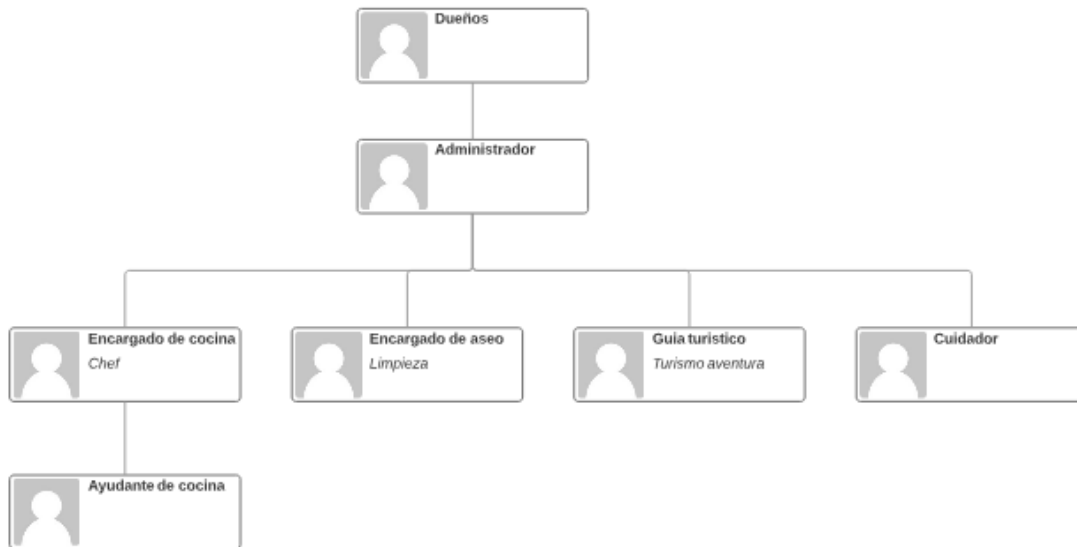 Dueños
Administrador
Encargado de cocina
Chef
Encargado de aseo
Limpieza
Guia turistico
Turismo aventura
Cuidador
Ayudante de cocina